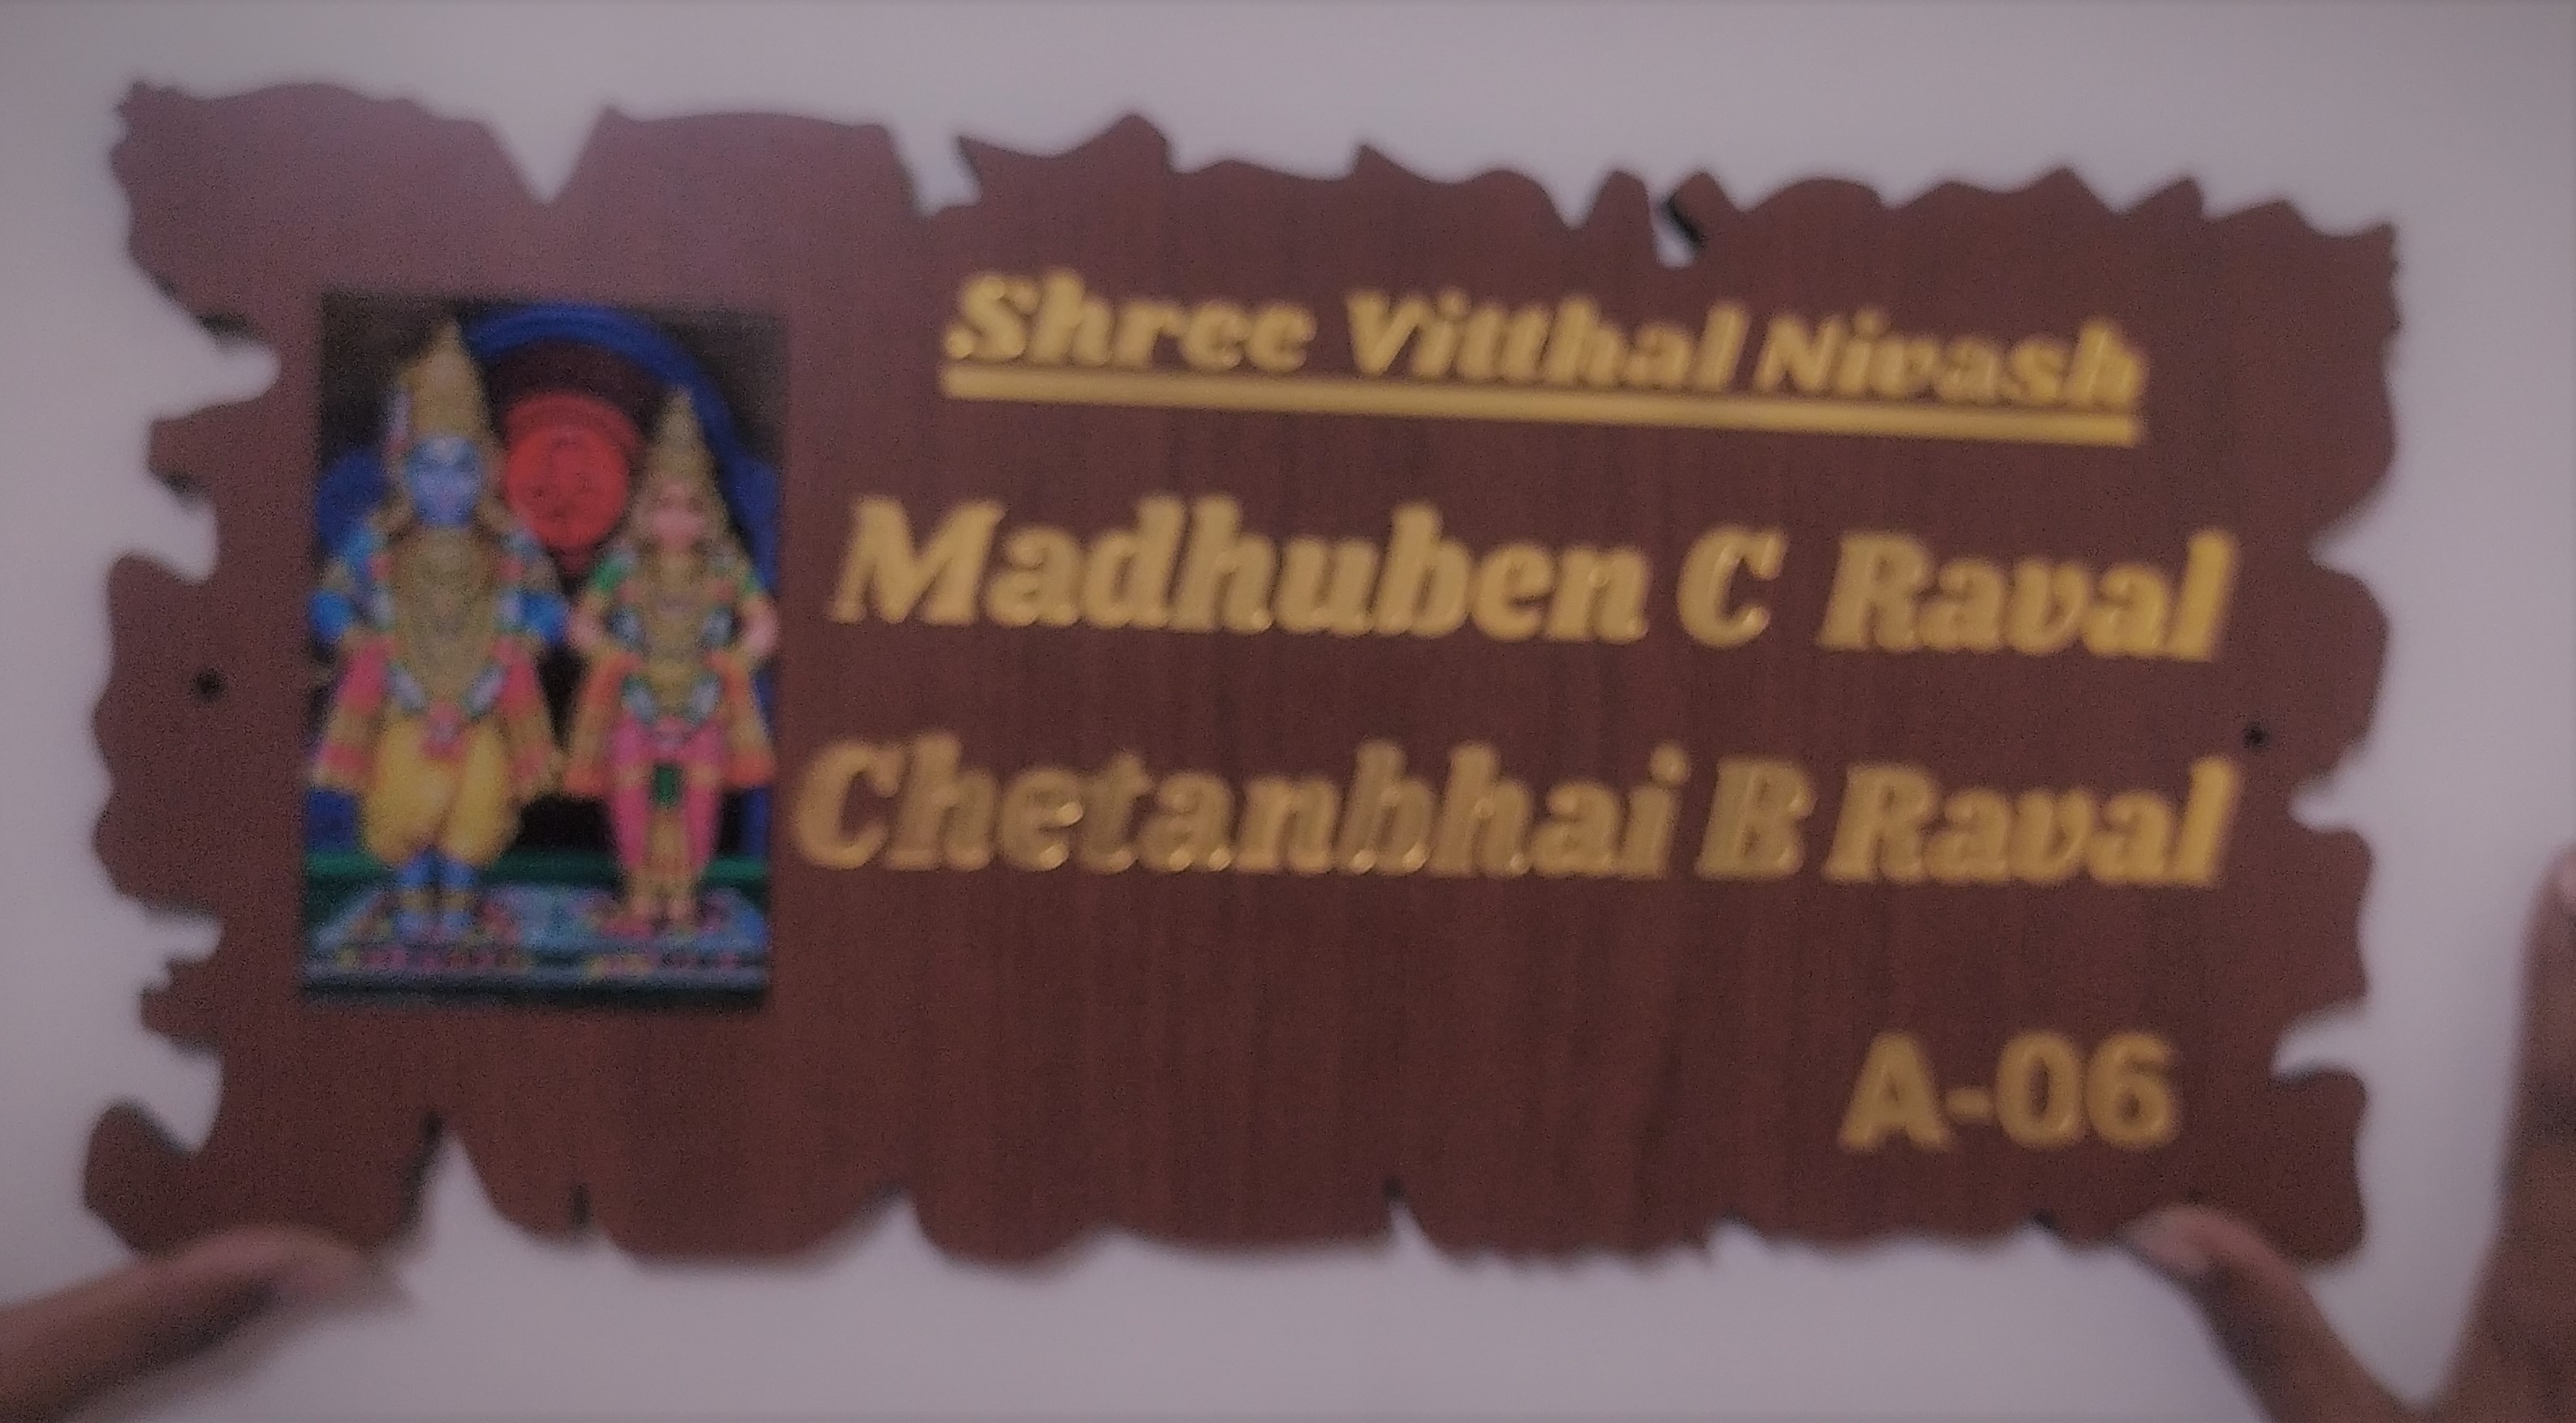 Shree Vitthal Nivash
Madhuben C Raval
Chetanbhai B Raval
A-06